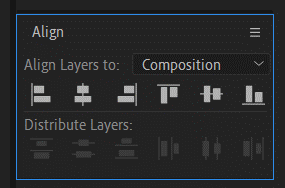 Align
Align Layers to: Composition
Distribute Layers: